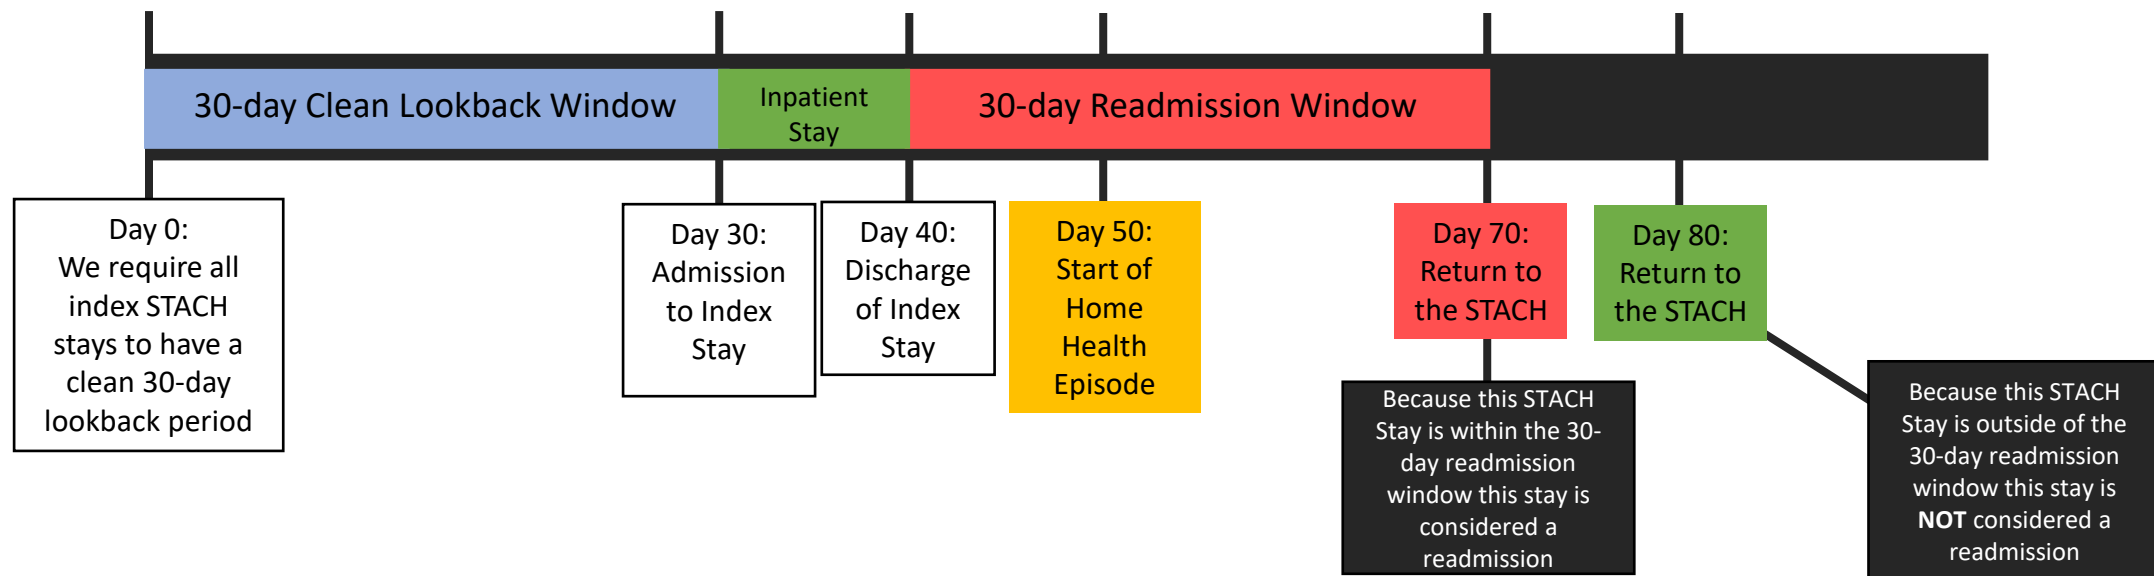 30-day Clean Lookback Window
Inpatient
Stay
30-day Readmission Window
Day 0:
We require all
index STACH
stays to have a
clean 30-day
lookback period
Day 30:
Admission
to Index
Stay
Day 40:
Discharge
of Index
Stay
Day 50:
Start of
Home
Health
Episode
Day 70:
Return to
the STACH
Day 80:
Return to
the STACH
Because this STACH
Stay is within the 30-
day readmission
window this stay is
considered a
readmission
Because this STACH
Stay is outside of the
30-day readmission
window this stay is
NOT considered a
readmission